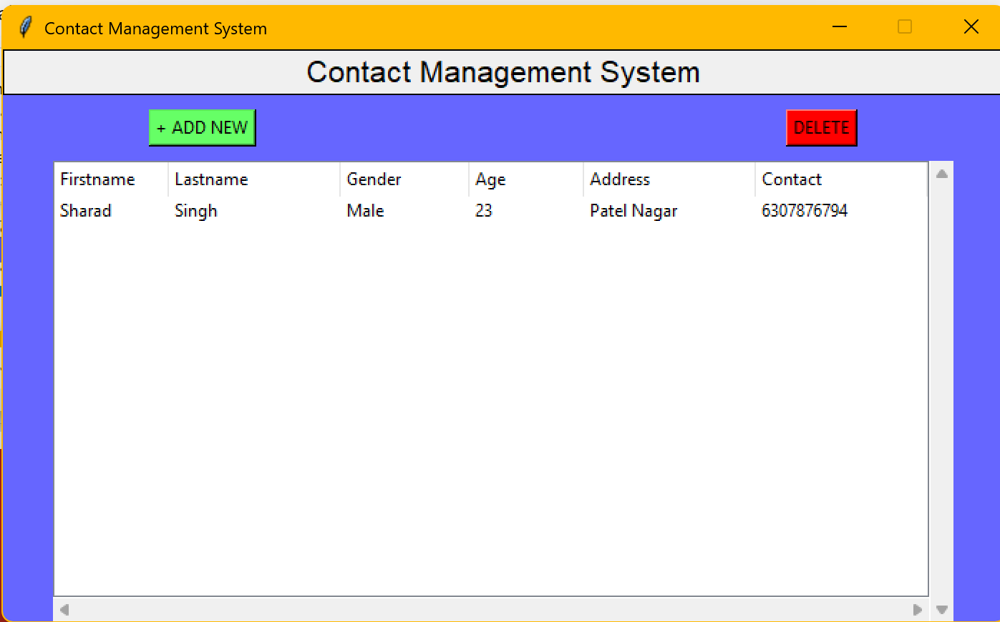 Contact Management System
Contact Management System
+ ADD NEW DELETE
Firstname Lastname Gender Age Address Contact
Sharad Singh Male 23 Patel Nagar 6307876794